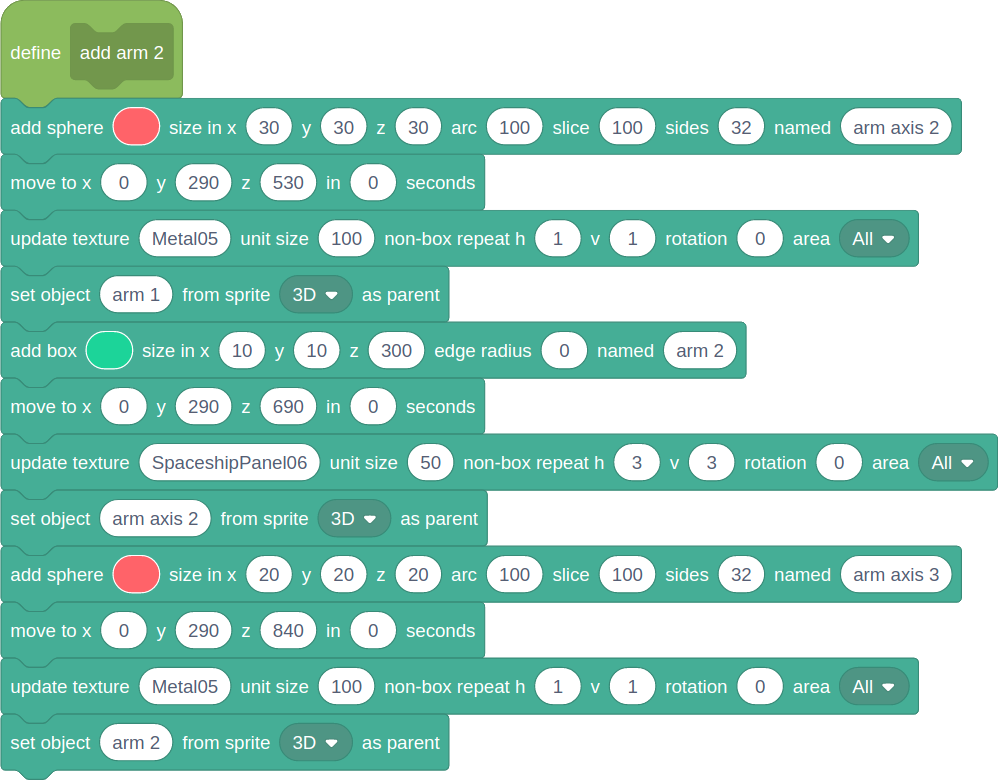 define add arm 2
add sphere size in x 30 y 30 z 30 arc 100 slice 100 sides 32 named arm axis 2
move to x 0 y 290 z 530 in 0 seconds
update texture Metal05 unit size 100 non-box repeat h 1 v 1 rotation 0 area All
set object arm 1 from sprite 3D as parent
add box size in x 10 y 10 z 300 edge radius 0 named arm 2
move to x 0 y 290 z 690 in 0 seconds
update texture SpaceshipPanel06 unit size 50 non-box repeat h 3 v 3 rotation 0 area All
set object arm axis 2 from sprite 3D as parent
add sphere size in x 20 y 20 z 20 arc 100 slice 100 sides 32 named arm axis 3
move to x 0 y 290 z 840 in 0 seconds
update texture Metal05 unit size 100 non-box repeat h 1 v 1 rotation 0 area All
set object arm 2 from sprite 3D as parent